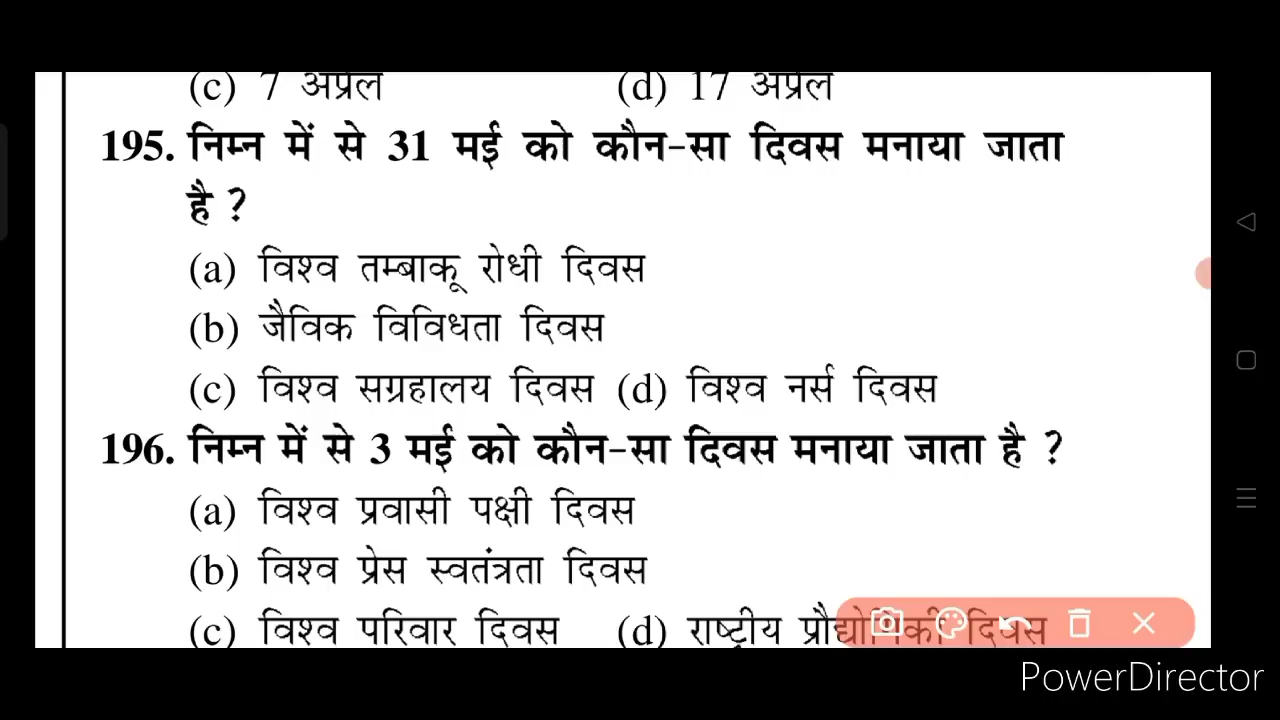 (c) 7 अप्रैल (d) 17 अप्रैल
195. निम्न में से 31 मई को कौन-सा दिवस मनाया जाता
है ?
(a) विश्व तम्बाकू रोधी दिवस
(b) जैविक विविधता दिवस
(c) विश्व सग्रहालय दिवस (d) विश्व नर्स दिवस
196. निम्न में से 3 मई को कौन-सा दिवस मनाया जाता है ?
(a) विश्व प्रवासी पक्षी दिवस
(b) विश्व प्रेस स्वतंत्रता दिवस
(c) विश्व परिवार दिवस (d) राष्ट्रीय प्रौद्योगिकी दिवस
PowerDirector